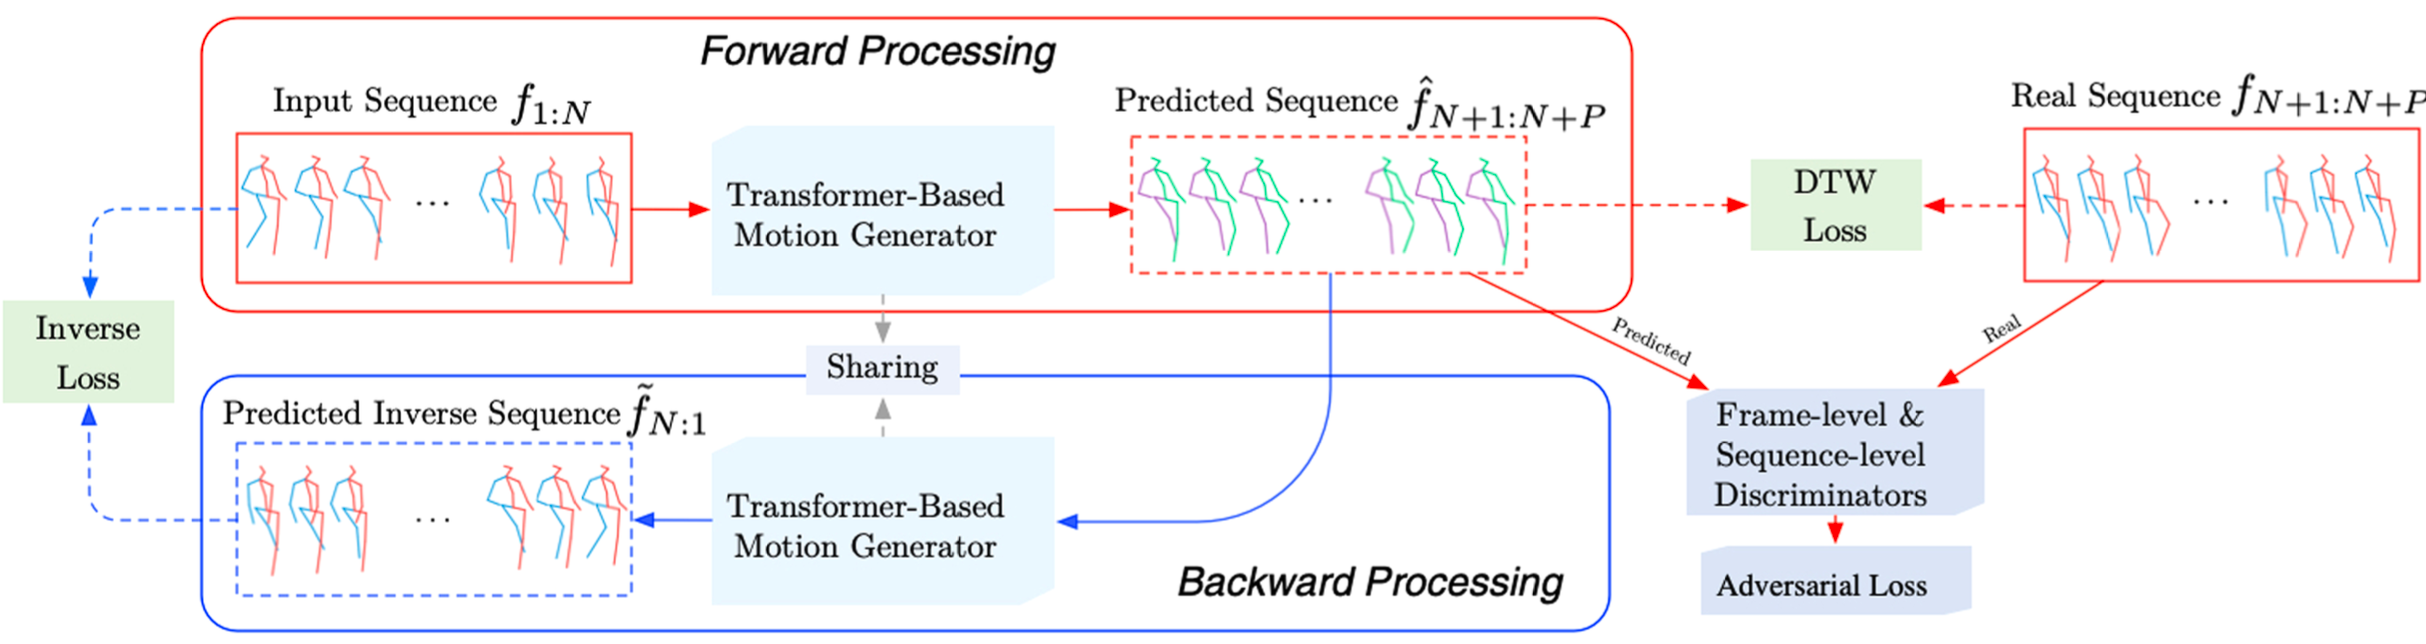 Forward Processing
Input Sequence f_{1:N}
Predicted Sequence \hat{f}_{N+1:N+P}
Real Sequence f_{N+1:N+P}
...
...
...
Transformer-Based
Motion Generator
DTW
Loss
Inverse
Loss
Sharing
Predicted
Real
Predicted Inverse Sequence \tilde{f}_{N:1}
...
Transformer-Based
Motion Generator
Frame-level &
Sequence-level
Discriminators
Backward Processing
Adversarial Loss